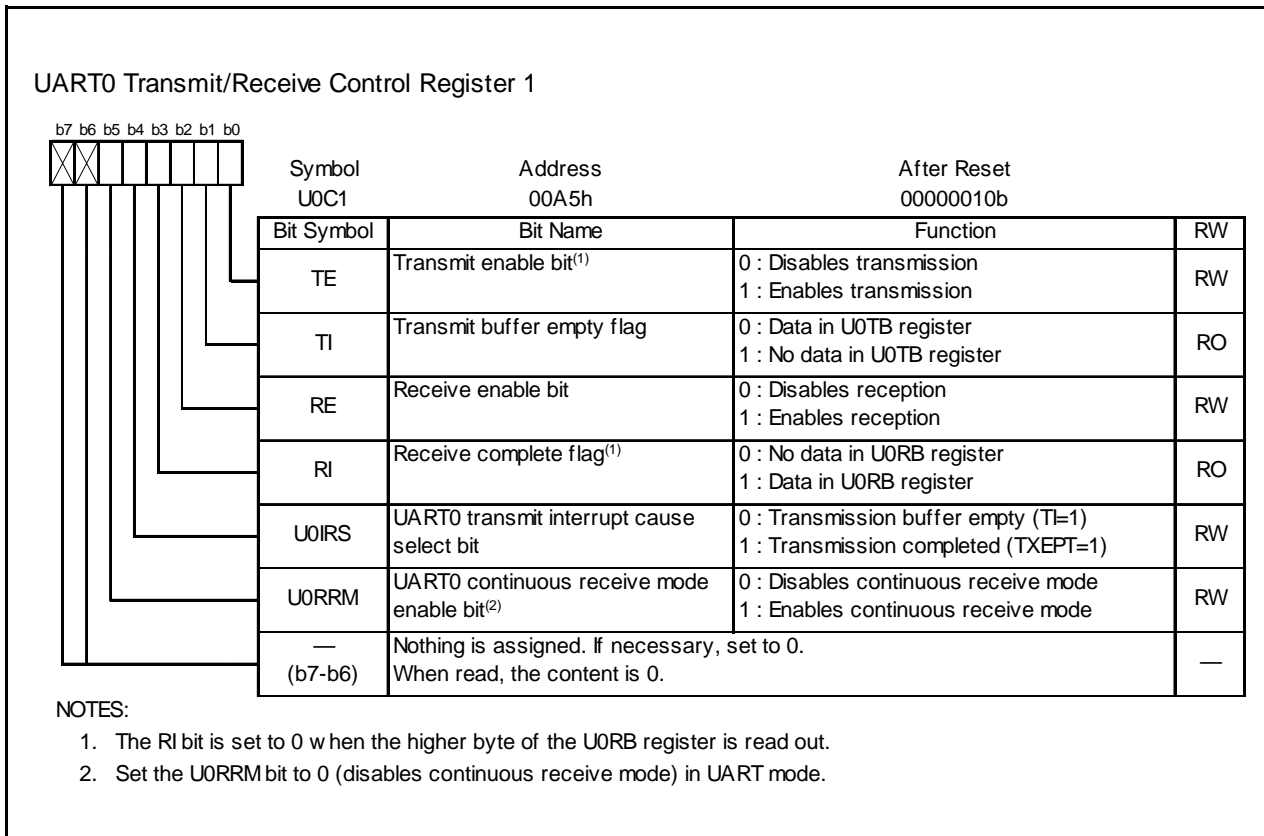 UART0 Transmit/Receive Control Register 1
b7 b6 b5 b4 b3 b2 b1 b0
Symbol Address After Reset
U0C1 00A5h 00000010b
Bit Symbol Bit Name Function RW
TE Transmit enable bit(1) 0 : Disables transmission RW
1 : Enables transmission
TI Transmit buffer empty flag 0 : Data in U0TB register RO
1 : No data in U0TB register
RE Receive enable bit 0 : Disables reception RW
1 : Enables reception
RI Receive complete flag(1) 0 : No data in U0RB register RO
1 : Data in U0RB register
U0IRS UART0 transmit interrupt cause 0 : Transmission buffer empty (TI=1) RW
select bit 1 : Transmission completed (TXEPT=1)
U0RRM UART0 continuous receive mode 0 : Disables continuous receive mode RW
enable bit(2) 1 : Enables continuous receive mode
— Nothing is assigned. If necessary, set to 0. —
(b7-b6) When read, the content is 0.
NOTES:
1. The RI bit is set to 0 when the higher byte of the U0RB register is read out.
2. Set the U0RRM bit to 0 (disables continuous receive mode) in UART mode.